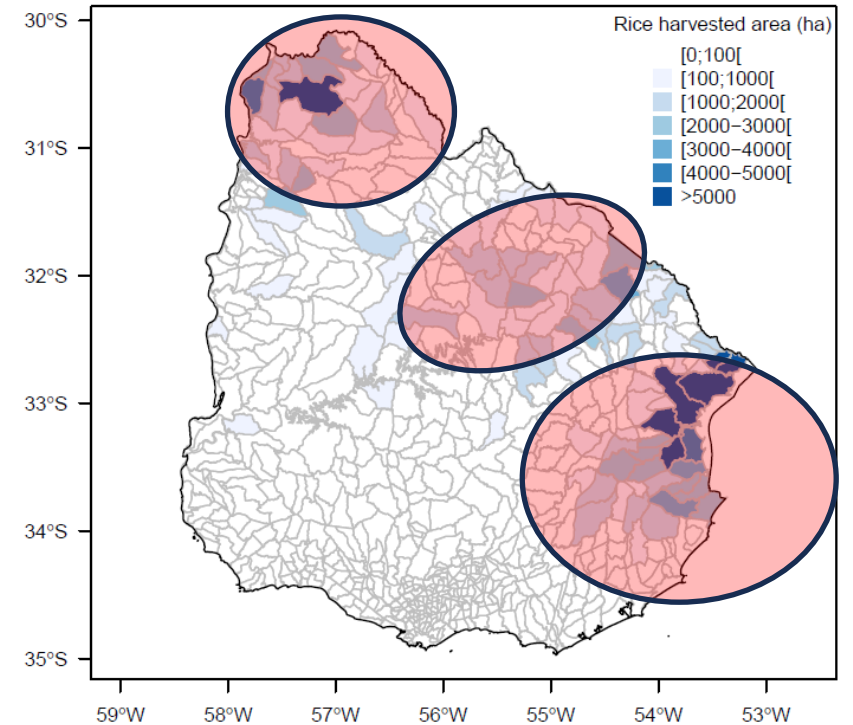 Rice harvested area (ha)
[0;100[
[100;1000[
[1000;2000[
[2000−3000[
[3000−4000[
[4000−5000[
>5000
30°S
31°S
32°S
33°S
34°S
35°S
59°W 58°W 57°W 56°W 55°W 54°W 53°W